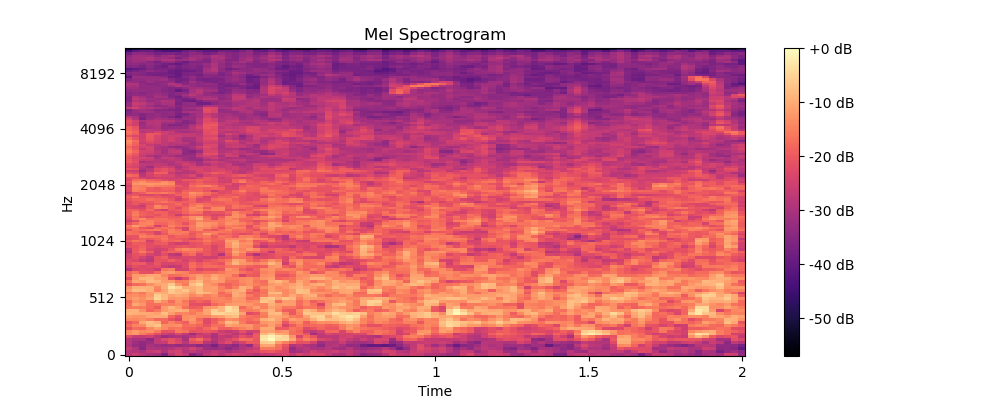 Mel Spectrogram
8192
4096
2048
1024
512
0
Hz
0
0.5
1
1.5
2
Time
+0 dB
-10 dB
-20 dB
-30 dB
-40 dB
-50 dB